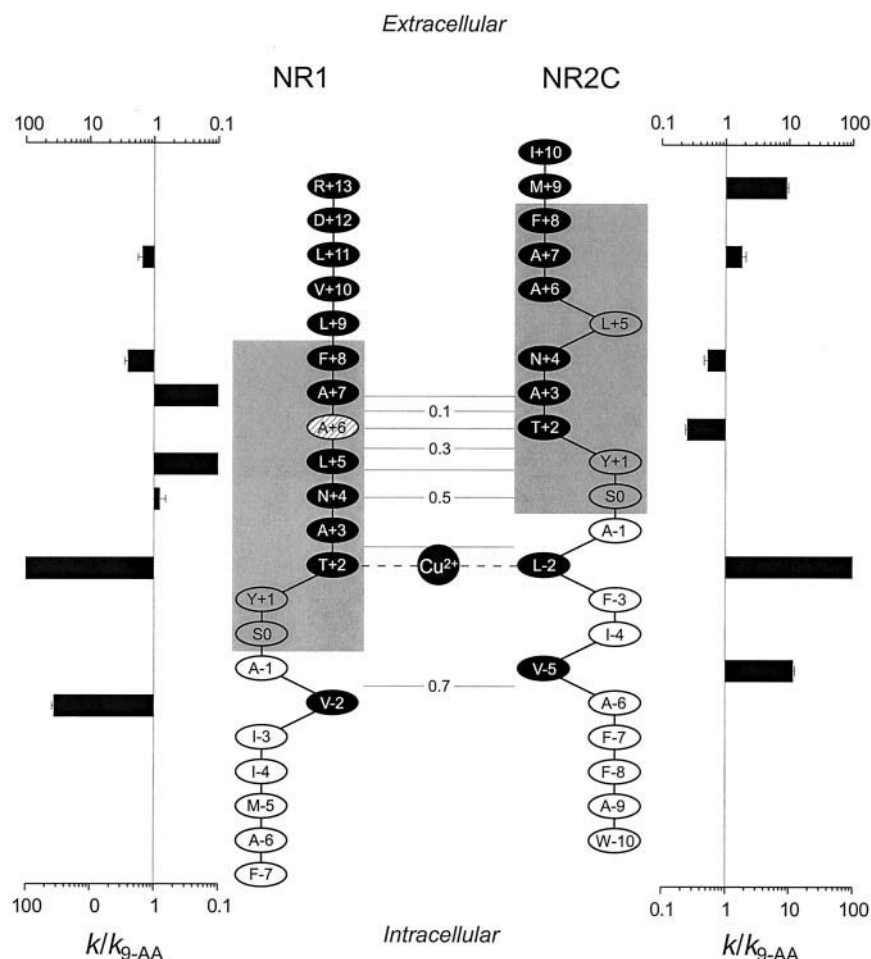 Extracellular
NR1
NR2C
100 10 1 0.1
0.1 1 10 100
I+10
R+13 M+9
D+12 F+8
L+11 A+7
V+10 A+6
L+9 L+5
F+8 N+4
A+7 A+3
0.1
A+6 T+2
0.3
L+5 Y+1
N+4 0.5 S0
A+3 A-1
T+2 Cu²⁺ L-2
Y+1 F-3
S0 I-4
A-1 V-5
0.7
V-2 A-6
I-3 F-7
I-4 F-8
M-5 A-9
A-6 W-10
F-7
100 0 1 0.1
0.1 1 10 100
k/k9-AA
Intracellular
k/k9-AA